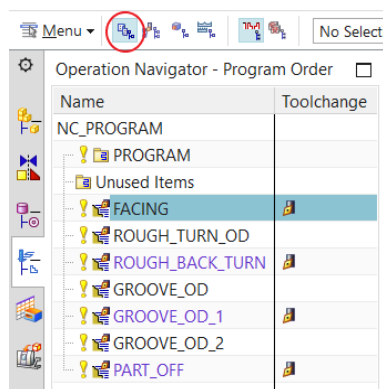 Menu
No Select
Operation Navigator - Program Order
Name Toolchange
NC_PROGRAM
PROGRAM
Unused Items
FACING
ROUGH_TURN_OD
ROUGH_BACK_TURN
GROOVE_OD
GROOVE_OD_1
GROOVE_OD_2
PART_OFF